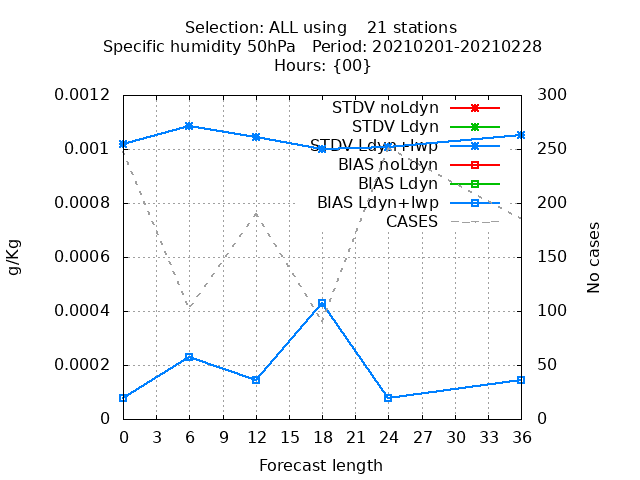 Selection: ALL using    21 stations
Specific humidity 50hPa   Period: 20210201-20210228
Hours: {00}
0.0012
0.001
0.0008
0.0006
0.0004
0.0002
0
g/Kg
STDV noLdyn
STDV Ldyn
STDV Ldyn+lwp
BIAS noLdyn
BIAS Ldyn
BIAS Ldyn+lwp
CASES
300
250
200
150
100
50
0
No cases
0 3 6 9 12 15 18 21 24 27 30 33 36
Forecast length